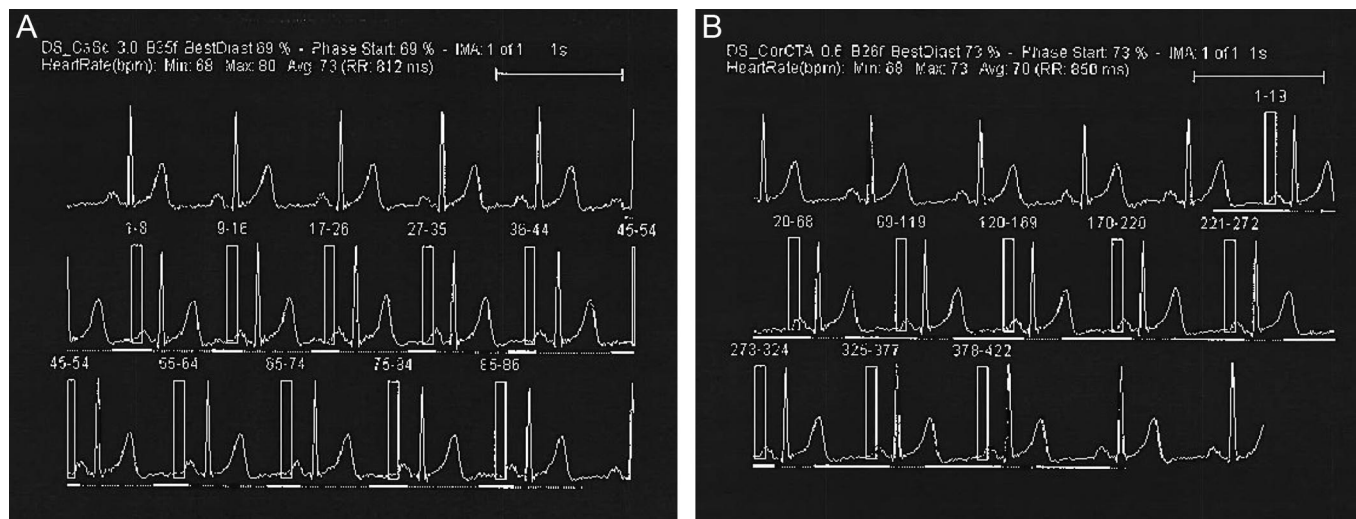 A
DS_CaSc 3.0 B35f BestDiast 69 % - Phase Start: 69 % - IMA: 1 of 1 1s
HeartRate(bpm): Min: 68 Max: 80 Avg: 73 (RR: 812 ms)
1-8 9-16 17-26 27-35 36-44 45-54
45-54 55-64 65-74 75-84 85-86
B
DS_CorCTA 0.6 B26f BestDiast 73 % - Phase Start: 73 % - IMA: 1 of 1 1s
HeartRate(bpm): Min: 68 Max: 73 Avg: 70 (RR: 850 ms)
1-19
20-68 69-119 120-169 170-220 221-272
273-324 325-377 378-422